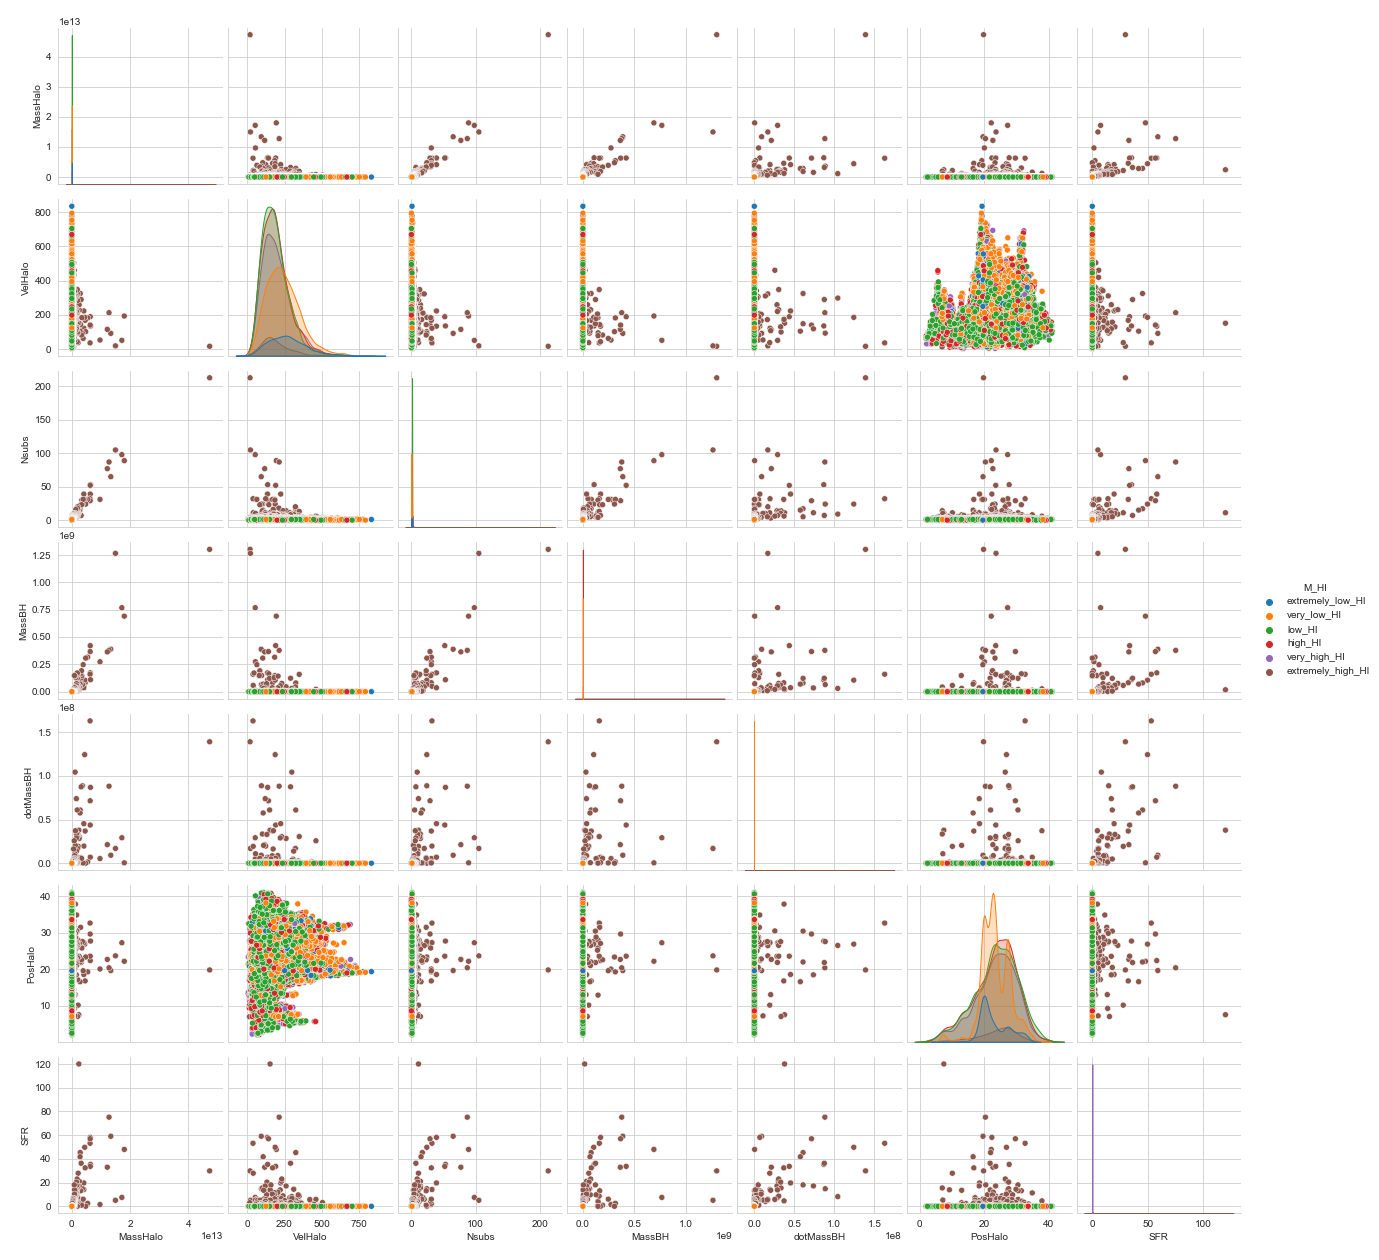 1e13
MassHalo
4
3
2
1
0
VelHalo
800
600
400
200
0
Nsubs
200
150
100
50
0
1e9
MassBH
1.25
1.00
0.75
0.50
0.25
0.00
M_HI
extremely_low_HI
very_low_HI
low_HI
high_HI
very_high_HI
extremely_high_HI
1e8
dotMassBH
1.5
1.0
0.5
0.0
PosHalo
40
30
20
10
SFR
120
100
80
60
40
20
0
0 2 4 0 250 500 750 0 100 200 0.0 0.5 1.0 0.0 0.5 1.0 1.5 0 20 40 0 50 100
MassHalo 1e13 VelHalo Nsubs MassBH 1e9 dotMassBH 1e8 PosHalo SFR